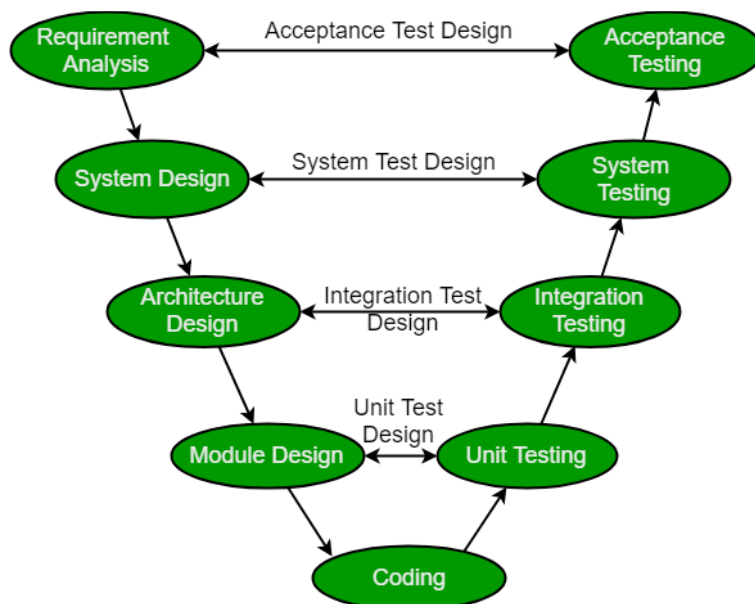 Requirement
Analysis
Acceptance Test Design
Acceptance
Testing
System Design
System Test Design
System
Testing
Architecture
Design
Integration Test
Design
Integration
Testing
Module Design
Unit Test
Design
Unit Testing
Coding